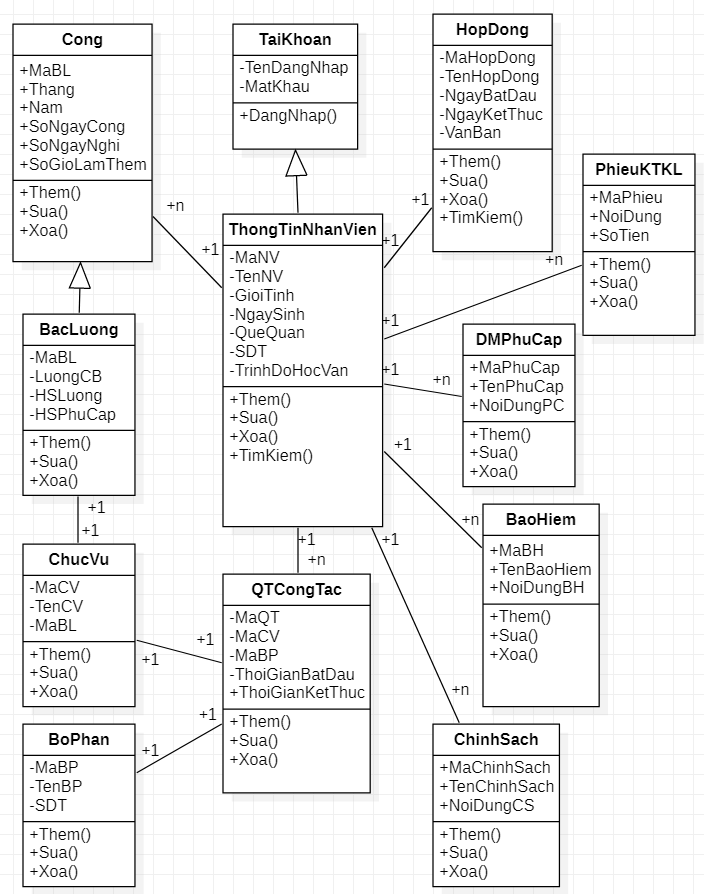 Cong
+MaBL
+Thang
+Nam
+SoNgayCong
+SoNgayNghi
+SoGioLamThem
+Them()
+Sua()
+Xoa()
TaiKhoan
-TenDangNhap
-MatKhau
+DangNhap()
HopDong
-MaHopDong
-TenHopDong
-NgayBatDau
-NgayKetThuc
-VanBan
+Them()
+Sua()
+Xoa()
+TimKiem()
PhieuKTKL
+MaPhieu
+NoiDung
+SoTien
+Them()
+Sua()
+Xoa()
+n
+1
+1
+1
+n
+1
ThongTinNhanVien
-MaNV
-TenNV
-GioiTinh
-NgaySinh
-QueQuan
-SDT
-TrinhDoHocVan
+Them()
+Sua()
+Xoa()
+TimKiem()
BacLuong
-MaBL
-LuongCB
-HSLuong
-HSPhuCap
+Them()
+Sua()
+Xoa()
DMPhuCap
+MaPhuCap
+TenPhuCap
+NoiDungPC
+Them()
+Sua()
+Xoa()
+1
+n
+1
+n
BaoHiem
+MaBH
+TenBaoHiem
+NoiDungBH
+Them()
+Sua()
+Xoa()
+1
+1
ChucVu
-MaCV
-TenCV
-MaBL
+Them()
+Sua()
+Xoa()
+1
+n
+1
+n
QTCongTac
-MaQT
-MaCV
-MaBP
-ThoiGianBatDau
+ThoiGianKetThuc
+Them()
+Sua()
+Xoa()
+1
+1
+1
+1
BoPhan
-MaBP
-TenBP
-SDT
+Them()
+Sua()
+Xoa()
ChinhSach
+MaChinhSach
+TenChinhSach
+NoiDungCS
+Them()
+Sua()
+Xoa()